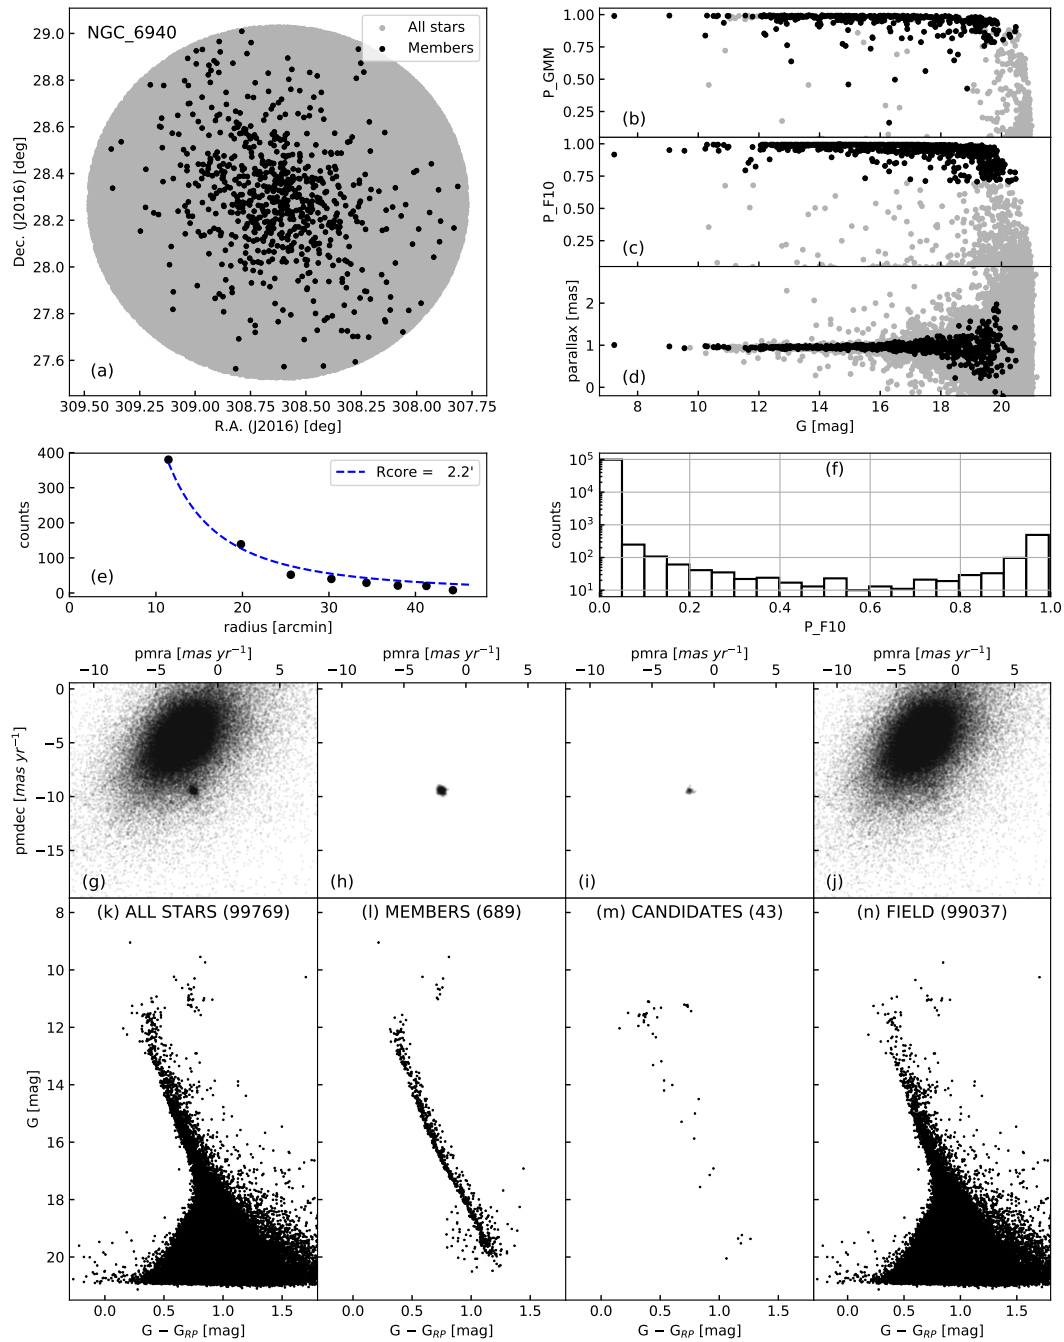 NGC_6940
All stars
Members
29.0
28.8
28.6
28.4
28.2
28.0
27.8
27.6
Dec. (J2016) [deg]
(a)
309.50 309.25 309.00 308.75 308.50 308.25 308.00 307.75
R.A. (J2016) [deg]
1.00
0.75
0.50
0.25
P_GMM
(b)
1.00
0.75
0.50
0.25
P_F10
(c)
2
1
0
parallax [mas]
(d)
8 10 12 14 16 18 20
G [mag]
400
300
200
100
0
counts
Rcore = 2.2'
(e)
0 10 20 30 40
radius [arcmin]
10^5
10^4
10^3
10^2
10^1
counts
(f)
0.0 0.2 0.4 0.6 0.8 1.0
P_F10
pmra [mas yr−1] pmra [mas yr−1] pmra [mas yr−1] pmra [mas yr−1]
−10 −5 0 5 −10 −5 0 5 −10 −5 0 5 −10 −5 0 5
0
−5
−10
−15
pmdec [mas yr−1]
(g) (h) (i) (j)
(k) ALL STARS (99769) (l) MEMBERS (689) (m) CANDIDATES (43) (n) FIELD (99037)
8
10
12
14
16
18
20
G [mag]
0.0 0.5 1.0 1.5 0.0 0.5 1.0 1.5 0.0 0.5 1.0 1.5 0.0 0.5 1.0 1.5
G − GRP [mag] G − GRP [mag] G − GRP [mag] G − GRP [mag]